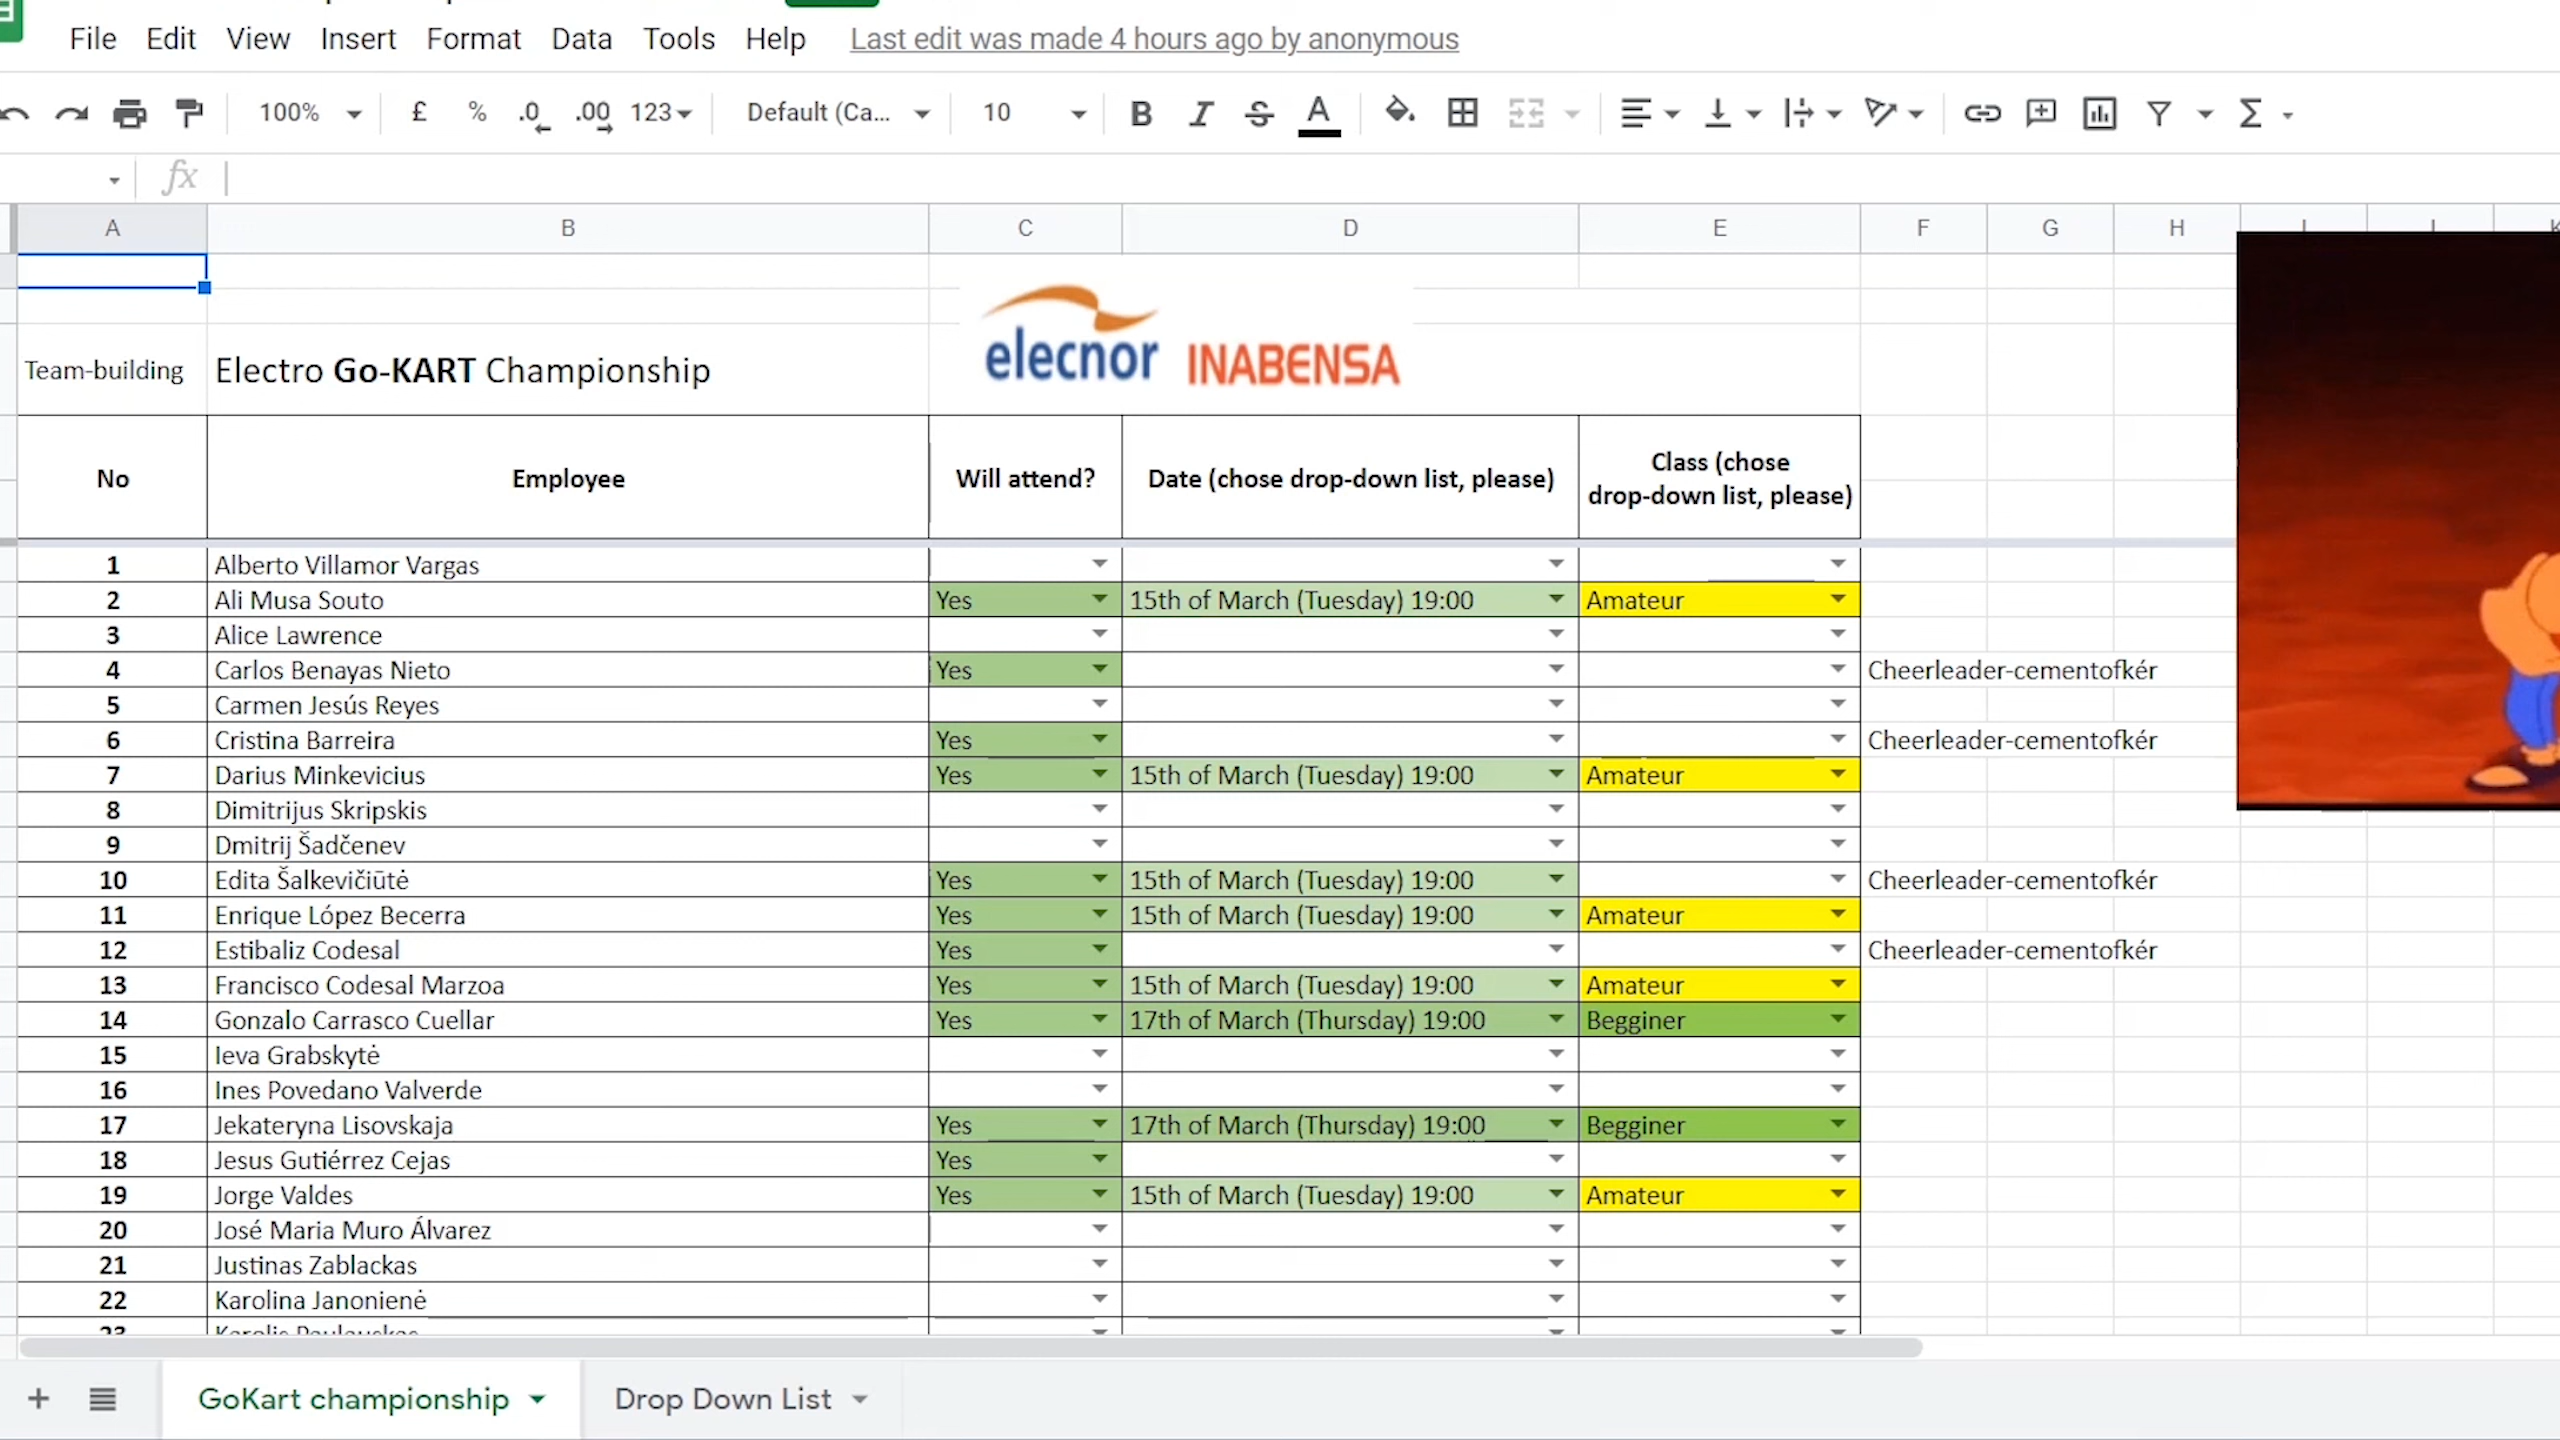 File Edit View Insert Format Data Tools Help Last edit was made 4 hours ago by anonymous
100% £ % .0 .00 123 Default (Ca... 10 B I S A Σ
fx
A B C D E F G H
Team-building Electro Go-KART Championship elecnor INABENSA
No Employee Will attend? Date (chose drop-down list, please) Class (chose
drop-down list, please)
1 Alberto Villamor Vargas
2 Ali Musa Souto Yes 15th of March (Tuesday) 19:00 Amateur
3 Alice Lawrence
4 Carlos Benayas Nieto Yes Cheerleader-cementofkér
5 Carmen Jesús Reyes
6 Cristina Barreira Yes Cheerleader-cementofkér
7 Darius Minkevicius Yes 15th of March (Tuesday) 19:00 Amateur
8 Dimitrijus Skripskis
9 Dmitrij Šadčenev
10 Edita Šalkevičiūtė Yes 15th of March (Tuesday) 19:00 Cheerleader-cementofkér
11 Enrique López Becerra Yes 15th of March (Tuesday) 19:00 Amateur
12 Estibaliz Codesal Yes Cheerleader-cementofkér
13 Francisco Codesal Marzoa Yes 15th of March (Tuesday) 19:00 Amateur
14 Gonzalo Carrasco Cuellar Yes 17th of March (Thursday) 19:00 Begginer
15 Ieva Grabskytė
16 Ines Povedano Valverde
17 Jekateryna Lisovskaja Yes 17th of March (Thursday) 19:00 Begginer
18 Jesus Gutiérrez Cejas Yes
19 Jorge Valdes Yes 15th of March (Tuesday) 19:00 Amateur
20 José Maria Muro Álvarez
21 Justinas Zablackas
22 Karolina Janonienė
GoKart championship Drop Down List